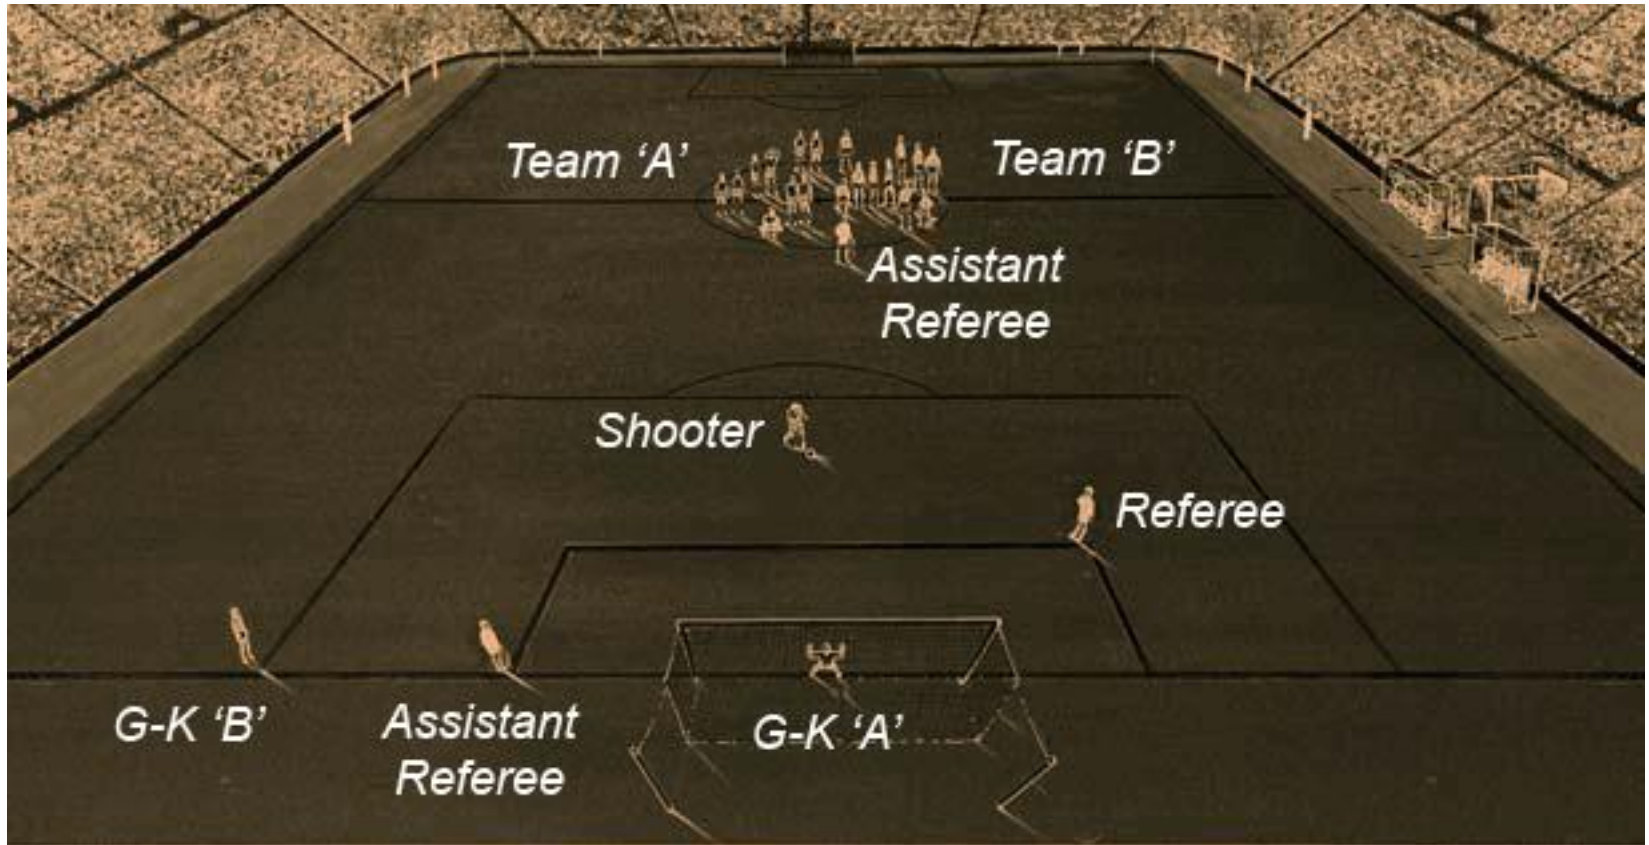 Team ‘A’
Team ‘B’
Assistant
Referee
Shooter
Referee
G-K ‘B’
Assistant
Referee
G-K ‘A’